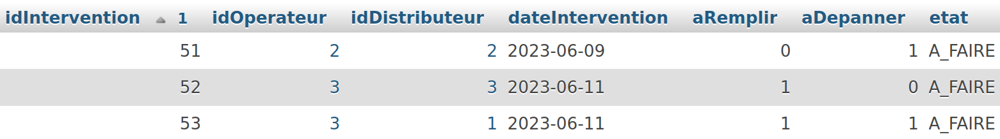 idIntervention 1 idOperateur idDistributeur dateIntervention aRemplir aDepanner etat
51 2 2 2023-06-09 0 1 A_FAIRE
52 3 3 2023-06-11 1 0 A_FAIRE
53 3 1 2023-06-11 1 1 A_FAIRE